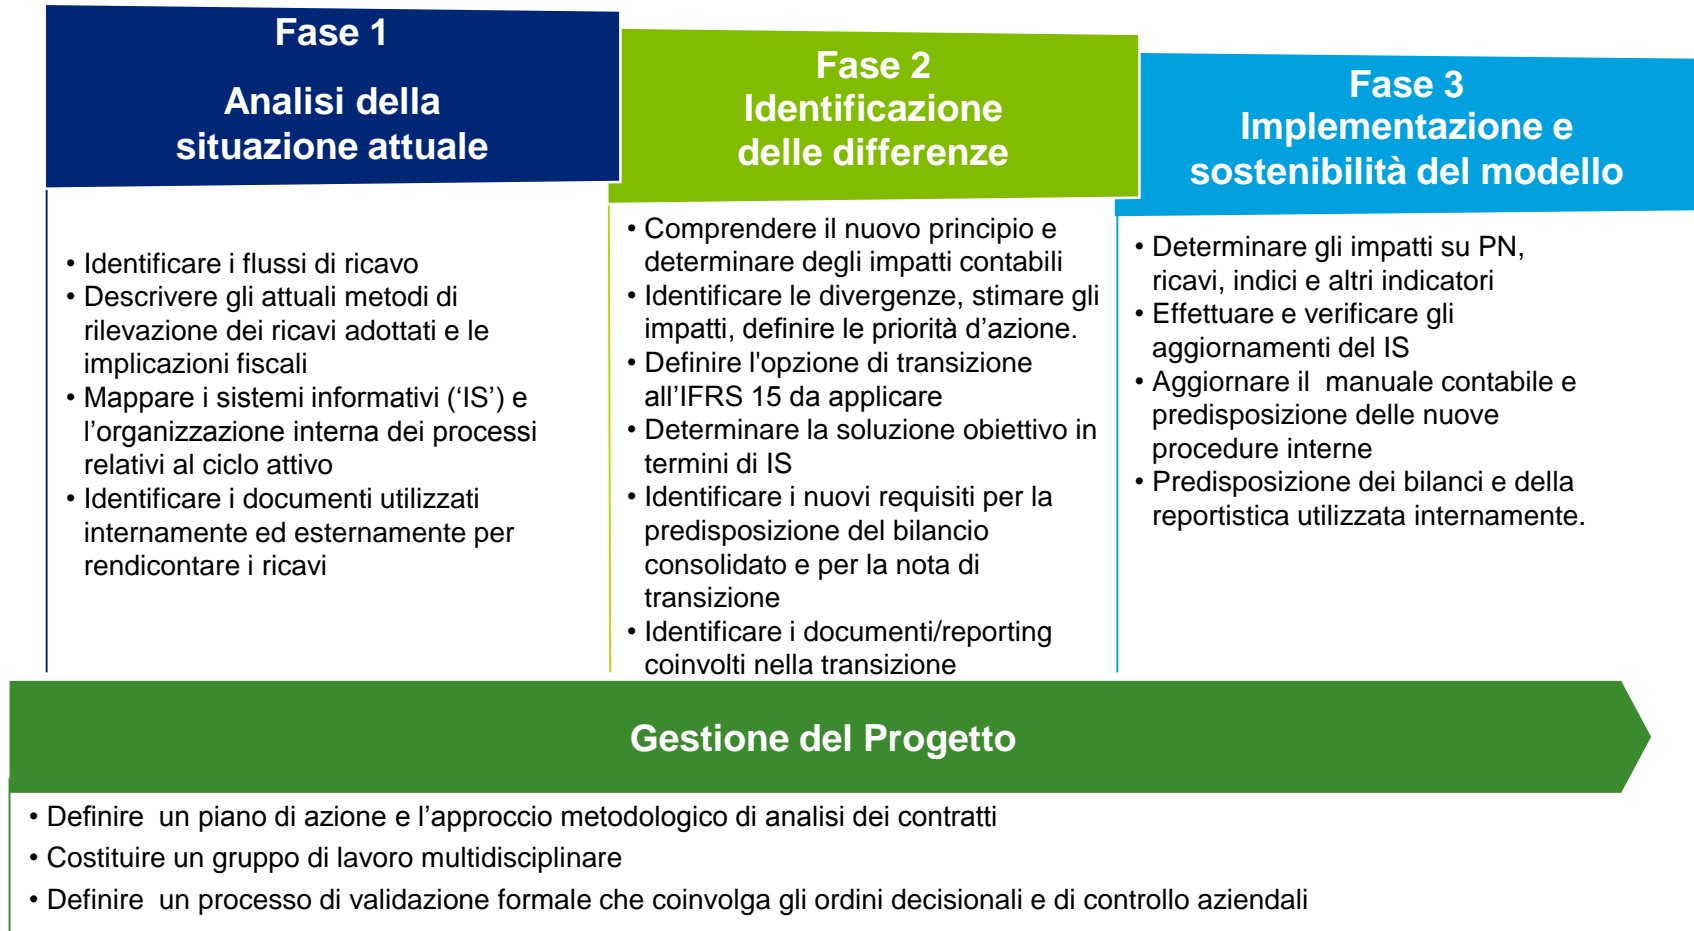 Fase 1
Analisi della
situazione attuale
• Identificare i flussi di ricavo
• Descrivere gli attuali metodi di
rilevazione dei ricavi adottati e le
implicazioni fiscali
• Mappare i sistemi informativi (‘IS’) e
l’organizzazione interna dei processi
relativi al ciclo attivo
• Identificare i documenti utilizzati
internamente ed esternamente per
rendicontare i ricavi
Fase 2
Identificazione
delle differenze
• Comprendere il nuovo principio e
determinare degli impatti contabili
• Identificare le divergenze, stimare gli
impatti, definire le priorità d’azione.
• Definire l'opzione di transizione
all’IFRS 15 da applicare
• Determinare la soluzione obiettivo in
termini di IS
• Identificare i nuovi requisiti per la
predisposizione del bilancio
consolidato e per la nota di
transizione
• Identificare i documenti/reporting
coinvolti nella transizione
Fase 3
Implementazione e
sostenibilità del modello
• Determinare gli impatti su PN,
ricavi, indici e altri indicatori
• Effettuare e verificare gli
aggiornamenti del IS
• Aggiornare il  manuale contabile e
predisposizione delle nuove
procedure interne
• Predisposizione dei bilanci e della
reportistica utilizzata internamente.
Gestione del Progetto
• Definire  un piano di azione e l’approccio metodologico di analisi dei contratti
• Costituire un gruppo di lavoro multidisciplinare
• Definire  un processo di validazione formale che coinvolga gli ordini decisionali e di controllo aziendali